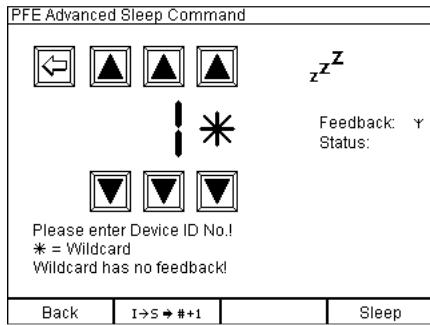 PFE Advanced Sleep Command
zzZ
1*
Feedback:
Status:
Please enter Device ID No.!
* = Wildcard
Wildcard has no feedback!
Back I→S➔#+1 Sleep